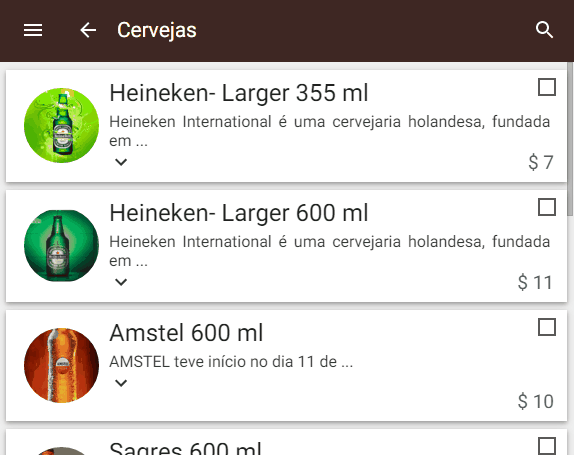 Cervejas
Heineken- Larger 355 ml
Heineken International é uma cervejaria holandesa, fundada
em ...
$ 7
Heineken- Larger 600 ml
Heineken International é uma cervejaria holandesa, fundada
em ...
$ 11
Amstel 600 ml
AMSTEL teve início no dia 11 de ...
$ 10
Sagres 600 ml